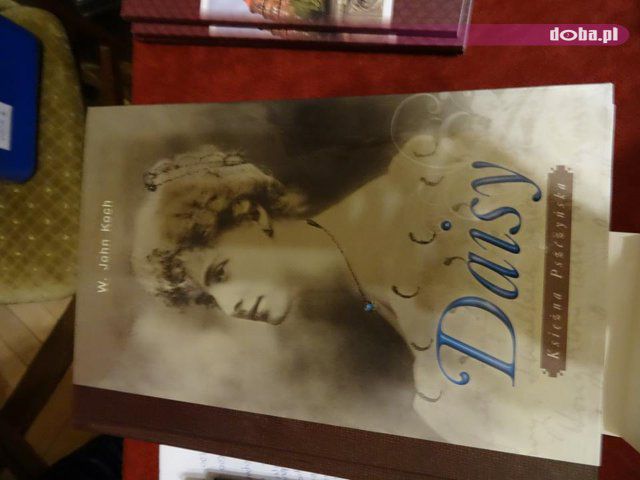 doba.pl
W. John Koch
Daisy
Księżna Pszczyńska